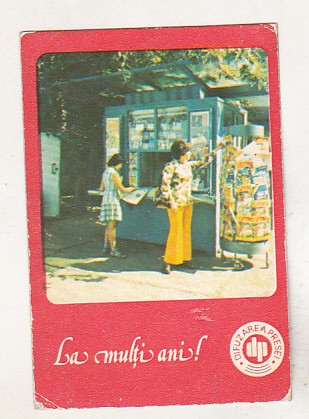 La mulți ani!
DIFUZAREA PRESEI
dp